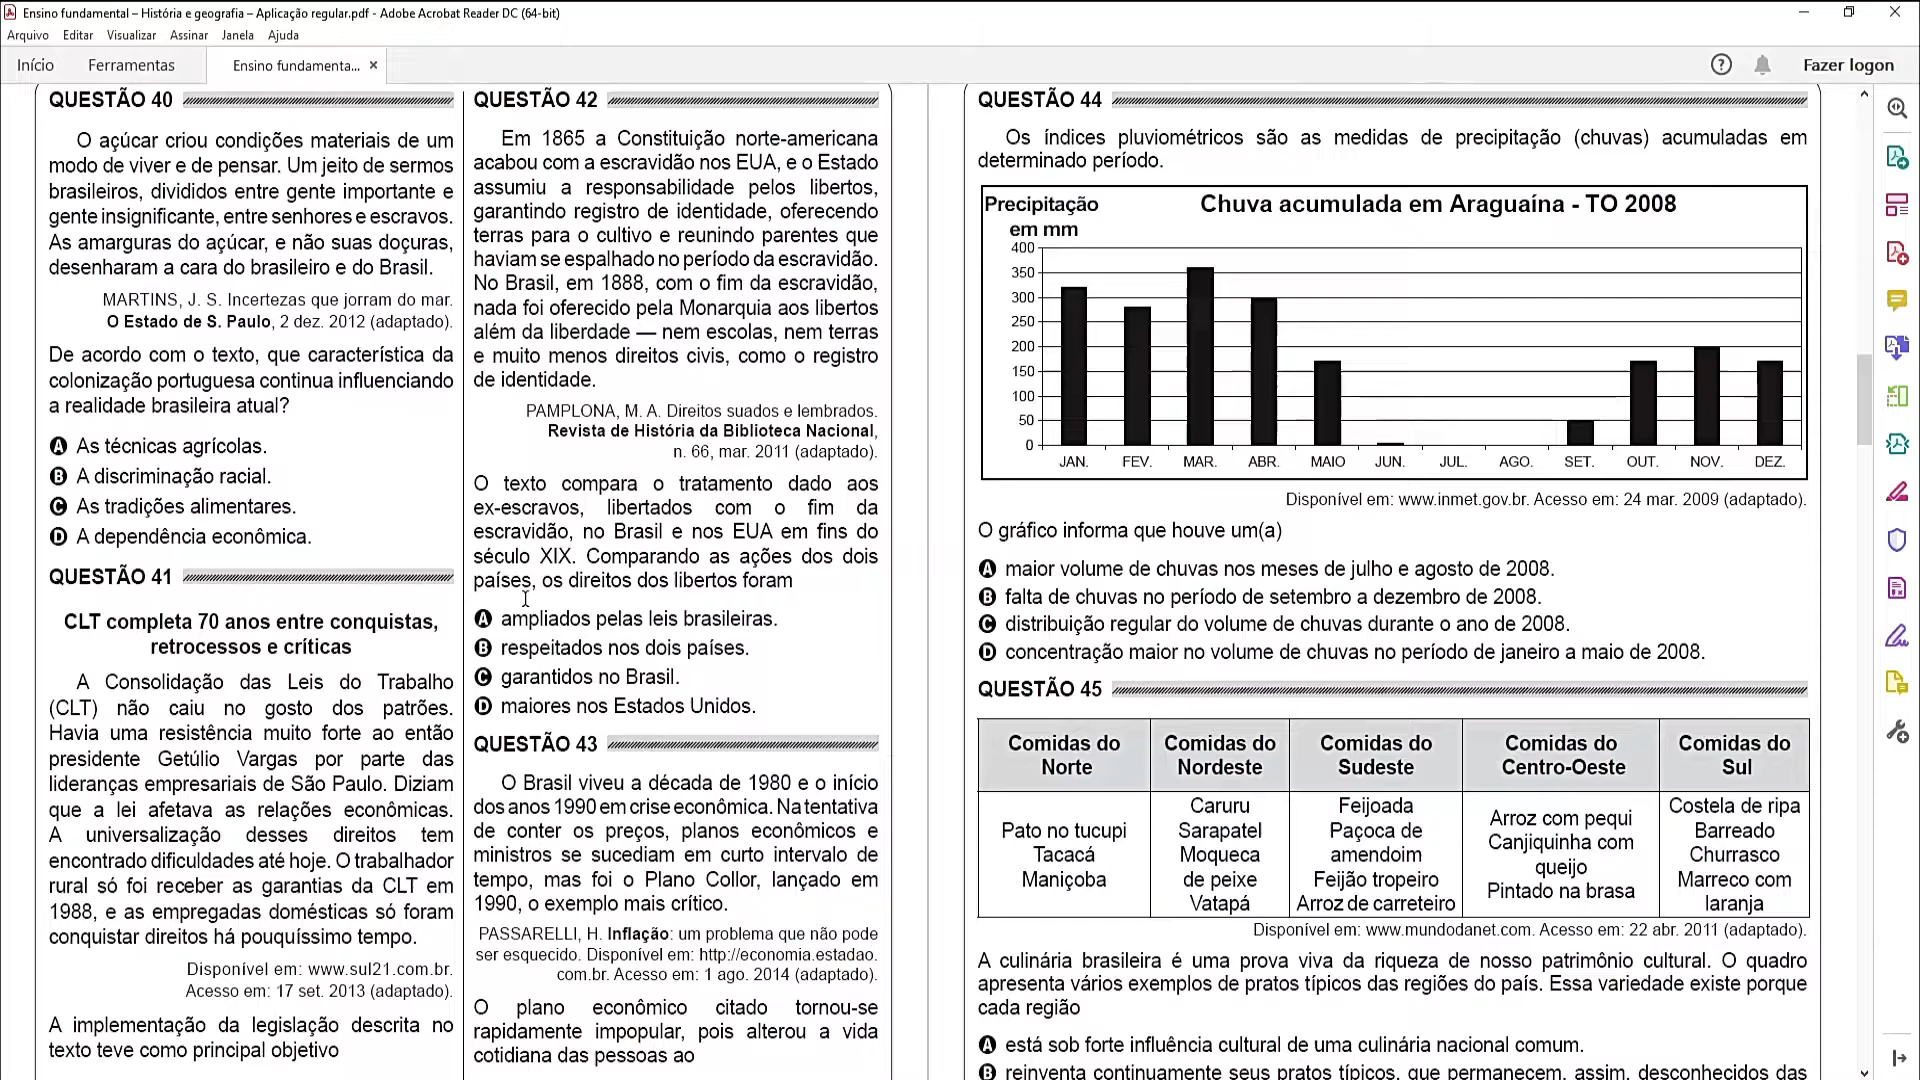 Ensino fundamental – História e geografia – Aplicação regular.pdf - Adobe Acrobat Reader DC (64-bit)
Arquivo Editar Visualizar Assinar Janela Ajuda
Início Ferramentas Ensino fundamenta... × Fazer logon
QUESTÃO 40
O açúcar criou condições materiais de um
modo de viver e de pensar. Um jeito de sermos
brasileiros, divididos entre gente importante e
gente insignificante, entre senhores e escravos.
As amarguras do açúcar, e não suas doçuras,
desenharam a cara do brasileiro e do Brasil.
MARTINS, J. S. Incertezas que jorram do mar.
O Estado de S. Paulo, 2 dez. 2012 (adaptado).
De acordo com o texto, que característica da
colonização portuguesa continua influenciando
a realidade brasileira atual?
A As técnicas agrícolas.
B A discriminação racial.
C As tradições alimentares.
D A dependência econômica.
QUESTÃO 41
CLT completa 70 anos entre conquistas,
retrocessos e críticas
A Consolidação das Leis do Trabalho
(CLT) não caiu no gosto dos patrões.
Havia uma resistência muito forte ao então
presidente Getúlio Vargas por parte das
lideranças empresariais de São Paulo. Diziam
que a lei afetava as relações econômicas.
A universalização desses direitos tem
encontrado dificuldades até hoje. O trabalhador
rural só foi receber as garantias da CLT em
1988, e as empregadas domésticas só foram
conquistar direitos há pouquíssimo tempo.
Disponível em: www.sul21.com.br.
Acesso em: 17 set. 2013 (adaptado).
A implementação da legislação descrita no
texto teve como principal objetivo
QUESTÃO 42
Em 1865 a Constituição norte-americana
acabou com a escravidão nos EUA, e o Estado
assumiu a responsabilidade pelos libertos,
garantindo registro de identidade, oferecendo
terras para o cultivo e reunindo parentes que
haviam se espalhado no período da escravidão.
No Brasil, em 1888, com o fim da escravidão,
nada foi oferecido pela Monarquia aos libertos
além da liberdade — nem escolas, nem terras
e muito menos direitos civis, como o registro
de identidade.
PAMPLONA, M. A. Direitos suados e lembrados.
Revista de História da Biblioteca Nacional,
n. 66, mar. 2011 (adaptado).
O texto compara o tratamento dado aos
ex-escravos, libertados com o fim da
escravidão, no Brasil e nos EUA em fins do
século XIX. Comparando as ações dos dois
países, os direitos dos libertos foram
A ampliados pelas leis brasileiras.
B respeitados nos dois países.
C garantidos no Brasil.
D maiores nos Estados Unidos.
QUESTÃO 43
O Brasil viveu a década de 1980 e o início
dos anos 1990 em crise econômica. Na tentativa
de conter os preços, planos econômicos e
ministros se sucediam em curto intervalo de
tempo, mas foi o Plano Collor, lançado em
1990, o exemplo mais crítico.
PASSARELLI, H. Inflação: um problema que não pode
ser esquecido. Disponível em: http://economia.estadao.
com.br. Acesso em: 1 ago. 2014 (adaptado).
O plano econômico citado tornou-se
rapidamente impopular, pois alterou a vida
cotidiana das pessoas ao
QUESTÃO 44
Os índices pluviométricos são as medidas de precipitação (chuvas) acumuladas em
determinado período.
Precipitação
em mm
Chuva acumulada em Araguaína - TO 2008
400
350
300
250
200
150
100
50
0
JAN. FEV. MAR. ABR. MAIO JUN. JUL. AGO. SET. OUT. NOV. DEZ.
Disponível em: www.inmet.gov.br. Acesso em: 24 mar. 2009 (adaptado).
O gráfico informa que houve um(a)
A maior volume de chuvas nos meses de julho e agosto de 2008.
B falta de chuvas no período de setembro a dezembro de 2008.
C distribuição regular do volume de chuvas durante o ano de 2008.
D concentração maior no volume de chuvas no período de janeiro a maio de 2008.
QUESTÃO 45
Comidas do
Norte
Comidas do
Nordeste
Comidas do
Sudeste
Comidas do
Centro-Oeste
Comidas do
Sul
Pato no tucupi
Tacacá
Maniçoba
Caruru
Sarapatel
Moqueca
de peixe
Vatapá
Feijoada
Paçoca de
amendoim
Feijão tropeiro
Arroz de carreteiro
Arroz com pequi
Canjiquinha com
queijo
Pintado na brasa
Costela de ripa
Barreado
Churrasco
Marreco com
laranja
Disponível em: www.mundodanet.com. Acesso em: 22 abr. 2011 (adaptado).
A culinária brasileira é uma prova viva da riqueza de nosso patrimônio cultural. O quadro
apresenta vários exemplos de pratos típicos das regiões do país. Essa variedade existe porque
cada região
A está sob forte influência cultural de uma culinária nacional comum.
B reinventa continuamente seus pratos típicos, que permanecem, assim, desconhecidos das